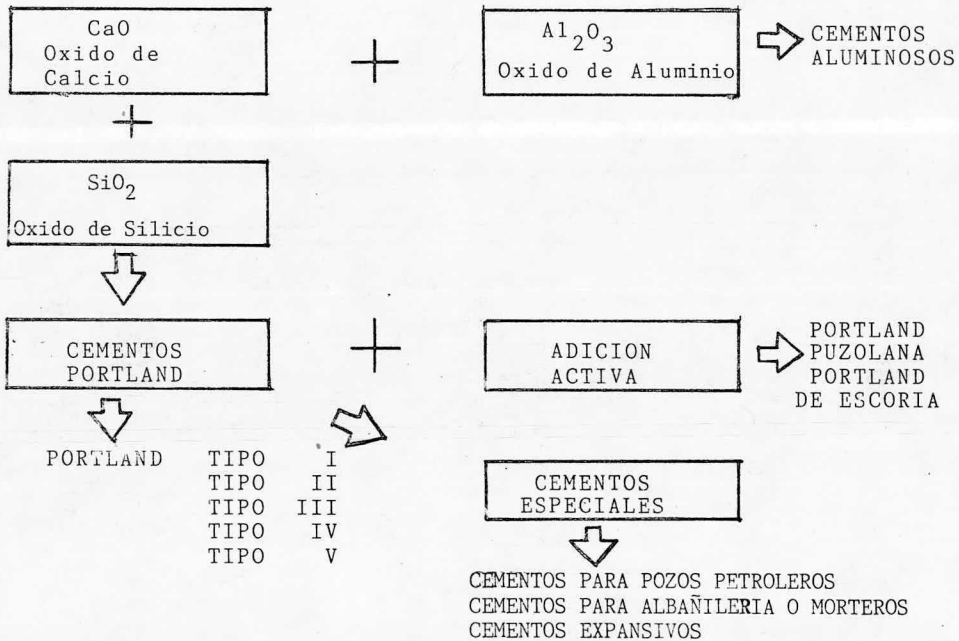 CaO
Oxido de
Calcio
+
Al2O3
Oxido de Aluminio
CEMENTOS
ALUMINOSOS
+
SiO2
Oxido de Silicio
CEMENTOS
PORTLAND
+
ADICION
ACTIVA
PORTLAND
PUZOLANA
PORTLAND
DE ESCORIA
PORTLAND TIPO I
TIPO II
TIPO III
TIPO IV
TIPO V
CEMENTOS
ESPECIALES
CEMENTOS PARA POZOS PETROLEROS
CEMENTOS PARA ALBAÑILERIA O MORTEROS
CEMENTOS EXPANSIVOS